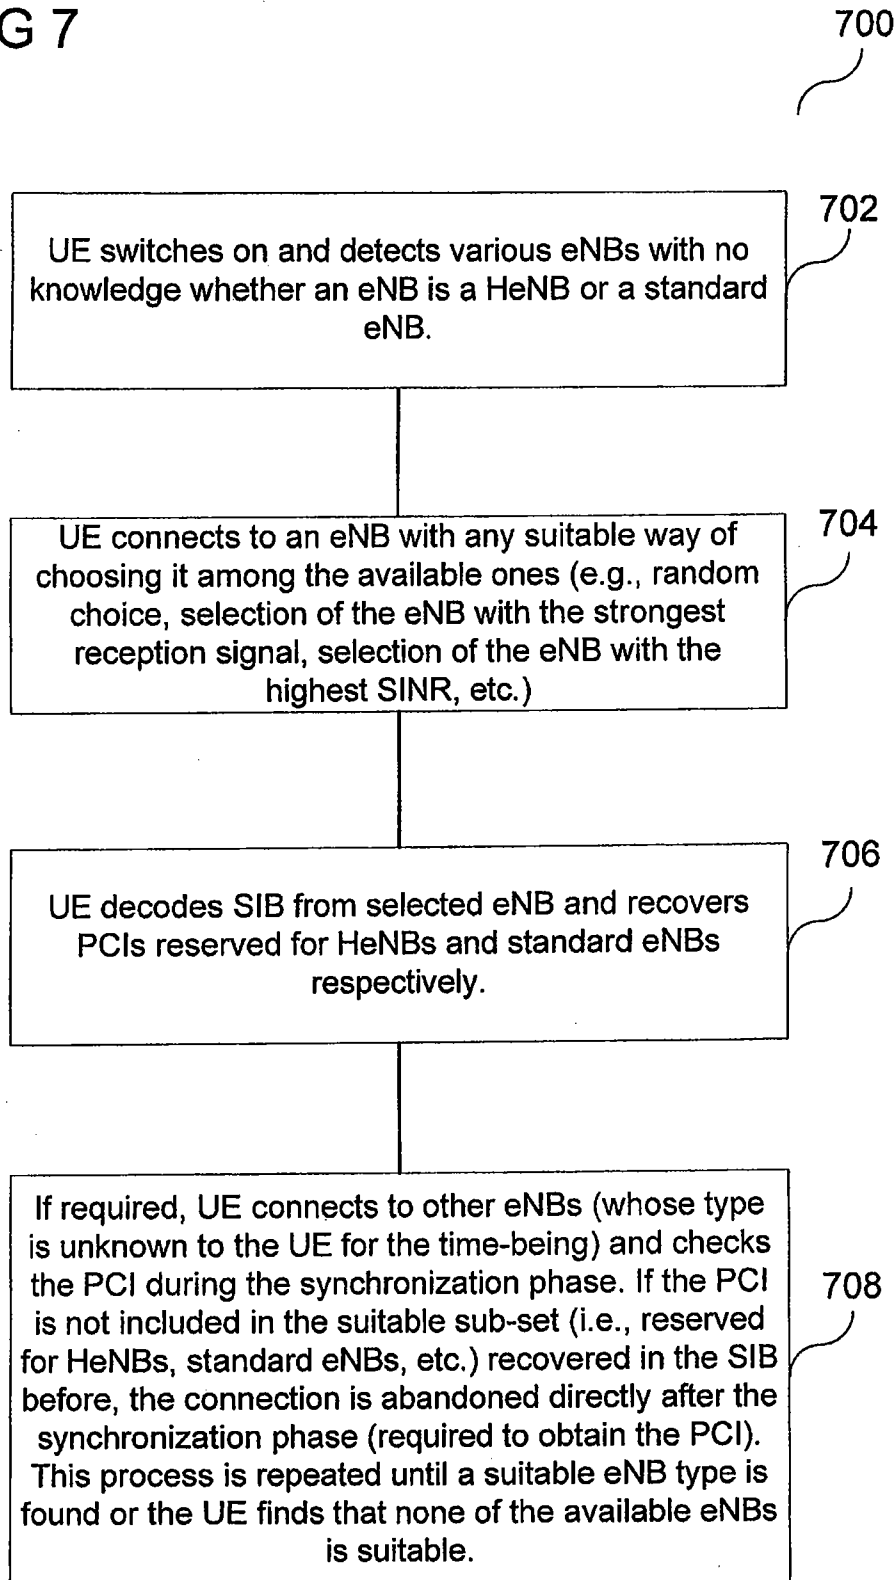 G 7
700
702
UE switches on and detects various eNBs with no
knowledge whether an eNB is a HeNB or a standard
eNB.
704
UE connects to an eNB with any suitable way of
choosing it among the available ones (e.g., random
choice, selection of the eNB with the strongest
reception signal, selection of the eNB with the
highest SINR, etc.)
706
UE decodes SIB from selected eNB and recovers
PCIs reserved for HeNBs and standard eNBs
respectively.
708
If required, UE connects to other eNBs (whose type
is unknown to the UE for the time-being) and checks
the PCI during the synchronization phase. If the PCI
is not included in the suitable sub-set (i.e., reserved
for HeNBs, standard eNBs, etc.) recovered in the SIB
before, the connection is abandoned directly after the
synchronization phase (required to obtain the PCI).
This process is repeated until a suitable eNB type is
found or the UE finds that none of the available eNBs
is suitable.